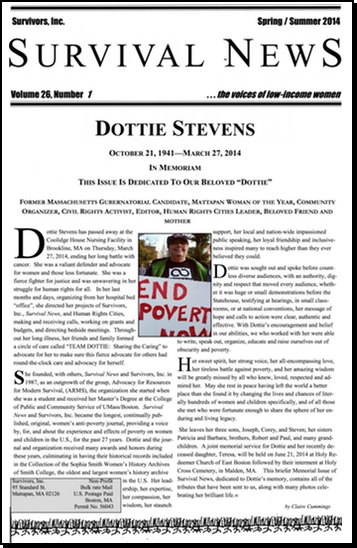 Survivors, Inc.
Spring / Summer 2014
SURVIVAL NEWS
Volume 26, Number 1
. . . the voices of low-income women
DOTTIE STEVENS
OCTOBER 21, 1941—MARCH 27, 2014
IN MEMORIAM
THIS ISSUE IS DEDICATED TO OUR BELOVED “DOTTIE”
FORMER MASSACHUSETTS GUBERNATORIAL CANDIDATE, MATTAPAN WOMAN OF THE YEAR, COMMUNITY
ORGANIZER, CIVIL RIGHTS ACTIVIST, EDITOR, HUMAN RIGHTS CITIES LEADER, BELOVED FRIEND AND
MOTHER
Dottie Stevens has passed away at the
Coolidge House Nursing Facility in
Brookline, MA on Thursday, March
27, 2014, ending her long battle with
cancer. She was a valiant defender and advocate
for women and those less fortunate. She was a
fierce fighter for justice and was unwavering in her
struggle for human rights for all. In her last
months and days, organizing from her hospital bed
"office", she directed her projects of Survivors,
Inc., Survival News, and Human Rights Cities,
making and receiving calls, working on grants and
budgets, and directing bedside meetings. Through-
out her long illness, her friends and family formed
a circle of care called "TEAM DOTTIE: Sharing the Caring" to
advocate for her to make sure this fierce advocate for others had
round-the-clock care and advocacy for herself.
She founded, with others, Survival News and Survivors, Inc. in
1987, as an outgrowth of the group, Advocacy for Resources
for Modern Survival, (ARMS), the organization she started when
she was a student and received her Master's Degree at the College
of Public and Community Service of UMass/Boston. Survival
News and Survivors, Inc. became the longest, continually pub-
lished, original, women's anti-poverty journal, providing a voice
by, for, and about the experience and effects of poverty on women
and children in the U.S., for the past 27 years. Dottie and the jour-
nal and organization received many awards and honors during
these years, culminating in having their historical records included
in the Collection of the Sophia Smith Women's History Archives
of Smith College, the oldest and largest women's history archive
in the U.S. Her lead-
ership, her expertise,
her compassion, her
wisdom, her staunch
Survivors, Inc.
95 Standard St.
Mattapan, MA 02126
Non-Profit
Bulk rate Mail
U.S. Postage Paid
Boston, MA
Permit No. 56043
END
POVERTY
NOW
support, her local and nation-wide impassioned
public speaking, her loyal friendship and inclusive-
ness inspired many to reach higher than they ever
believed they could.
Dottie was sought out and spoke before count-
less diverse audiences, with an authority, dig-
nity and respect that moved every audience, wheth-
er it was huge or small demonstrations before the
Statehouse, testifying at hearings, in small class-
rooms, or at national conventions, her message of
hope and calls to action were clear, authentic and
effective. With Dottie's encouragement and belief
in our abilities, we who worked with her were able
to write, speak out, organize, educate and raise ourselves out of
obscurity and poverty.
Her sweet spirit, her strong voice, her all-encompassing love,
her tireless battle against poverty, and her amazing wisdom
will be greatly missed by all who knew, loved, respected and ad-
mired her. May she rest in peace having left the world a better
place than she found it by changing the lives and chances of liter-
ally hundreds of women and children specifically, and of all those
she met who were fortunate enough to share the sphere of her en-
during and living legacy.
She leaves her three sons, Joseph, Corey, and Steven; her sisters
Patricia and Barbara; brothers, Robert and Paul, and many grand-
children. A joint memorial service for Dottie and her recently de-
ceased daughter, Teresa, will be held on June 21, 2014 at Holy Re-
deemer Church of East Boston followed by their interment at Holy
Cross Cemetery, in Malden, MA. This briefly Memorial Issue of
Survival News, dedicated to Dottie's memory, contains all of the
tributes that have been sent to us, along with many photos cele-
brating her brilliant life.∞
by Claire Cummings